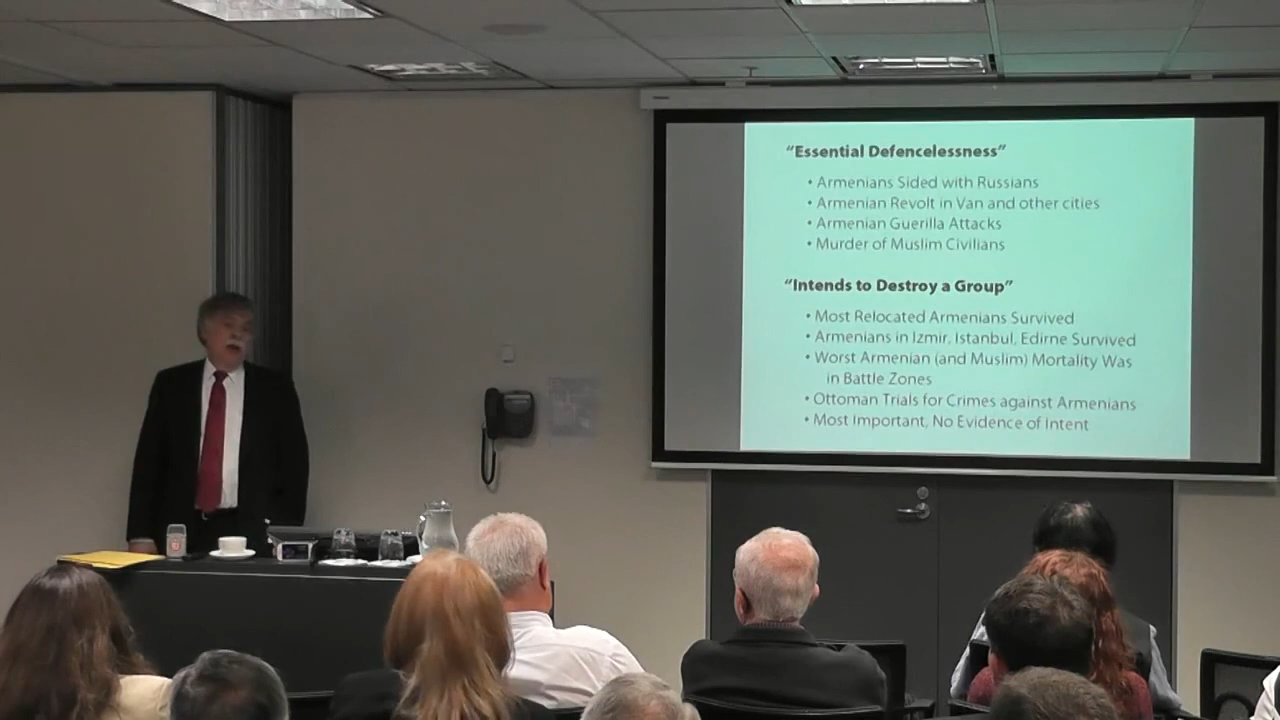 “Essential Defencelessness”
• Armenians Sided with Russians
• Armenian Revolt in Van and other cities
• Armenian Guerilla Attacks
• Murder of Muslim Civilians
“Intends to Destroy a Group”
• Most Relocated Armenians Survived
• Armenians in Izmir, Istanbul, Edirne Survived
• Worst Armenian (and Muslim) Mortality Was
in Battle Zones
• Ottoman Trials for Crimes against Armenians
• Most Important, No Evidence of Intent